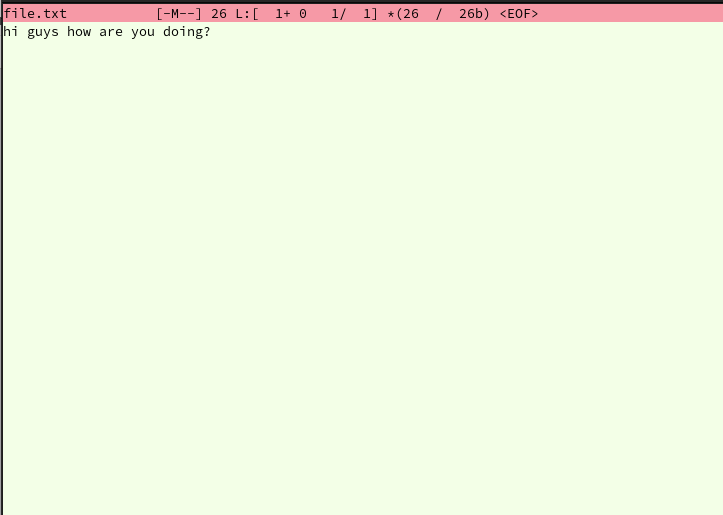 file.txt           [-M--] 26 L:[  1+ 0   1/  1] *(26  /  26b) <EOF>
hi guys how are you doing?